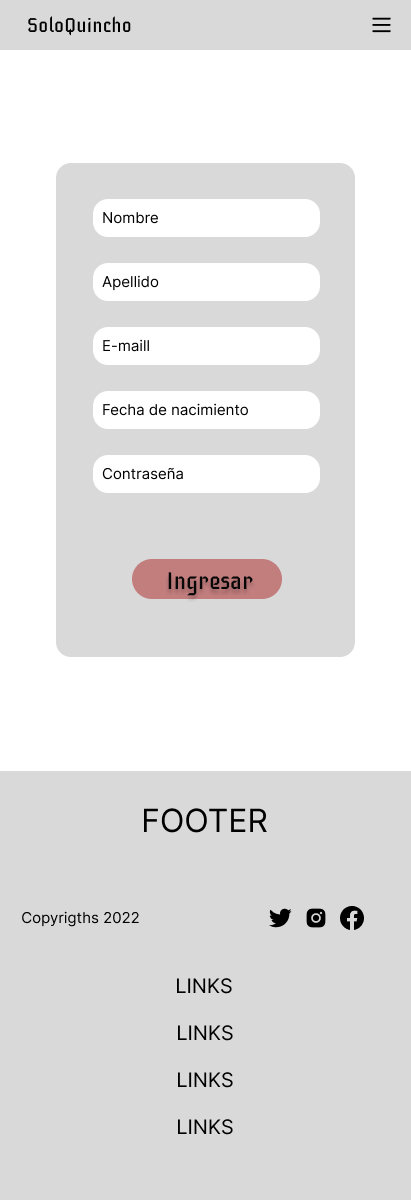 SoloQuincho
Nombre
Apellido
E-maill
Fecha de nacimiento
Contraseña
Ingresar
FOOTER
Copyrigths 2022
LINKS
LINKS
LINKS
LINKS